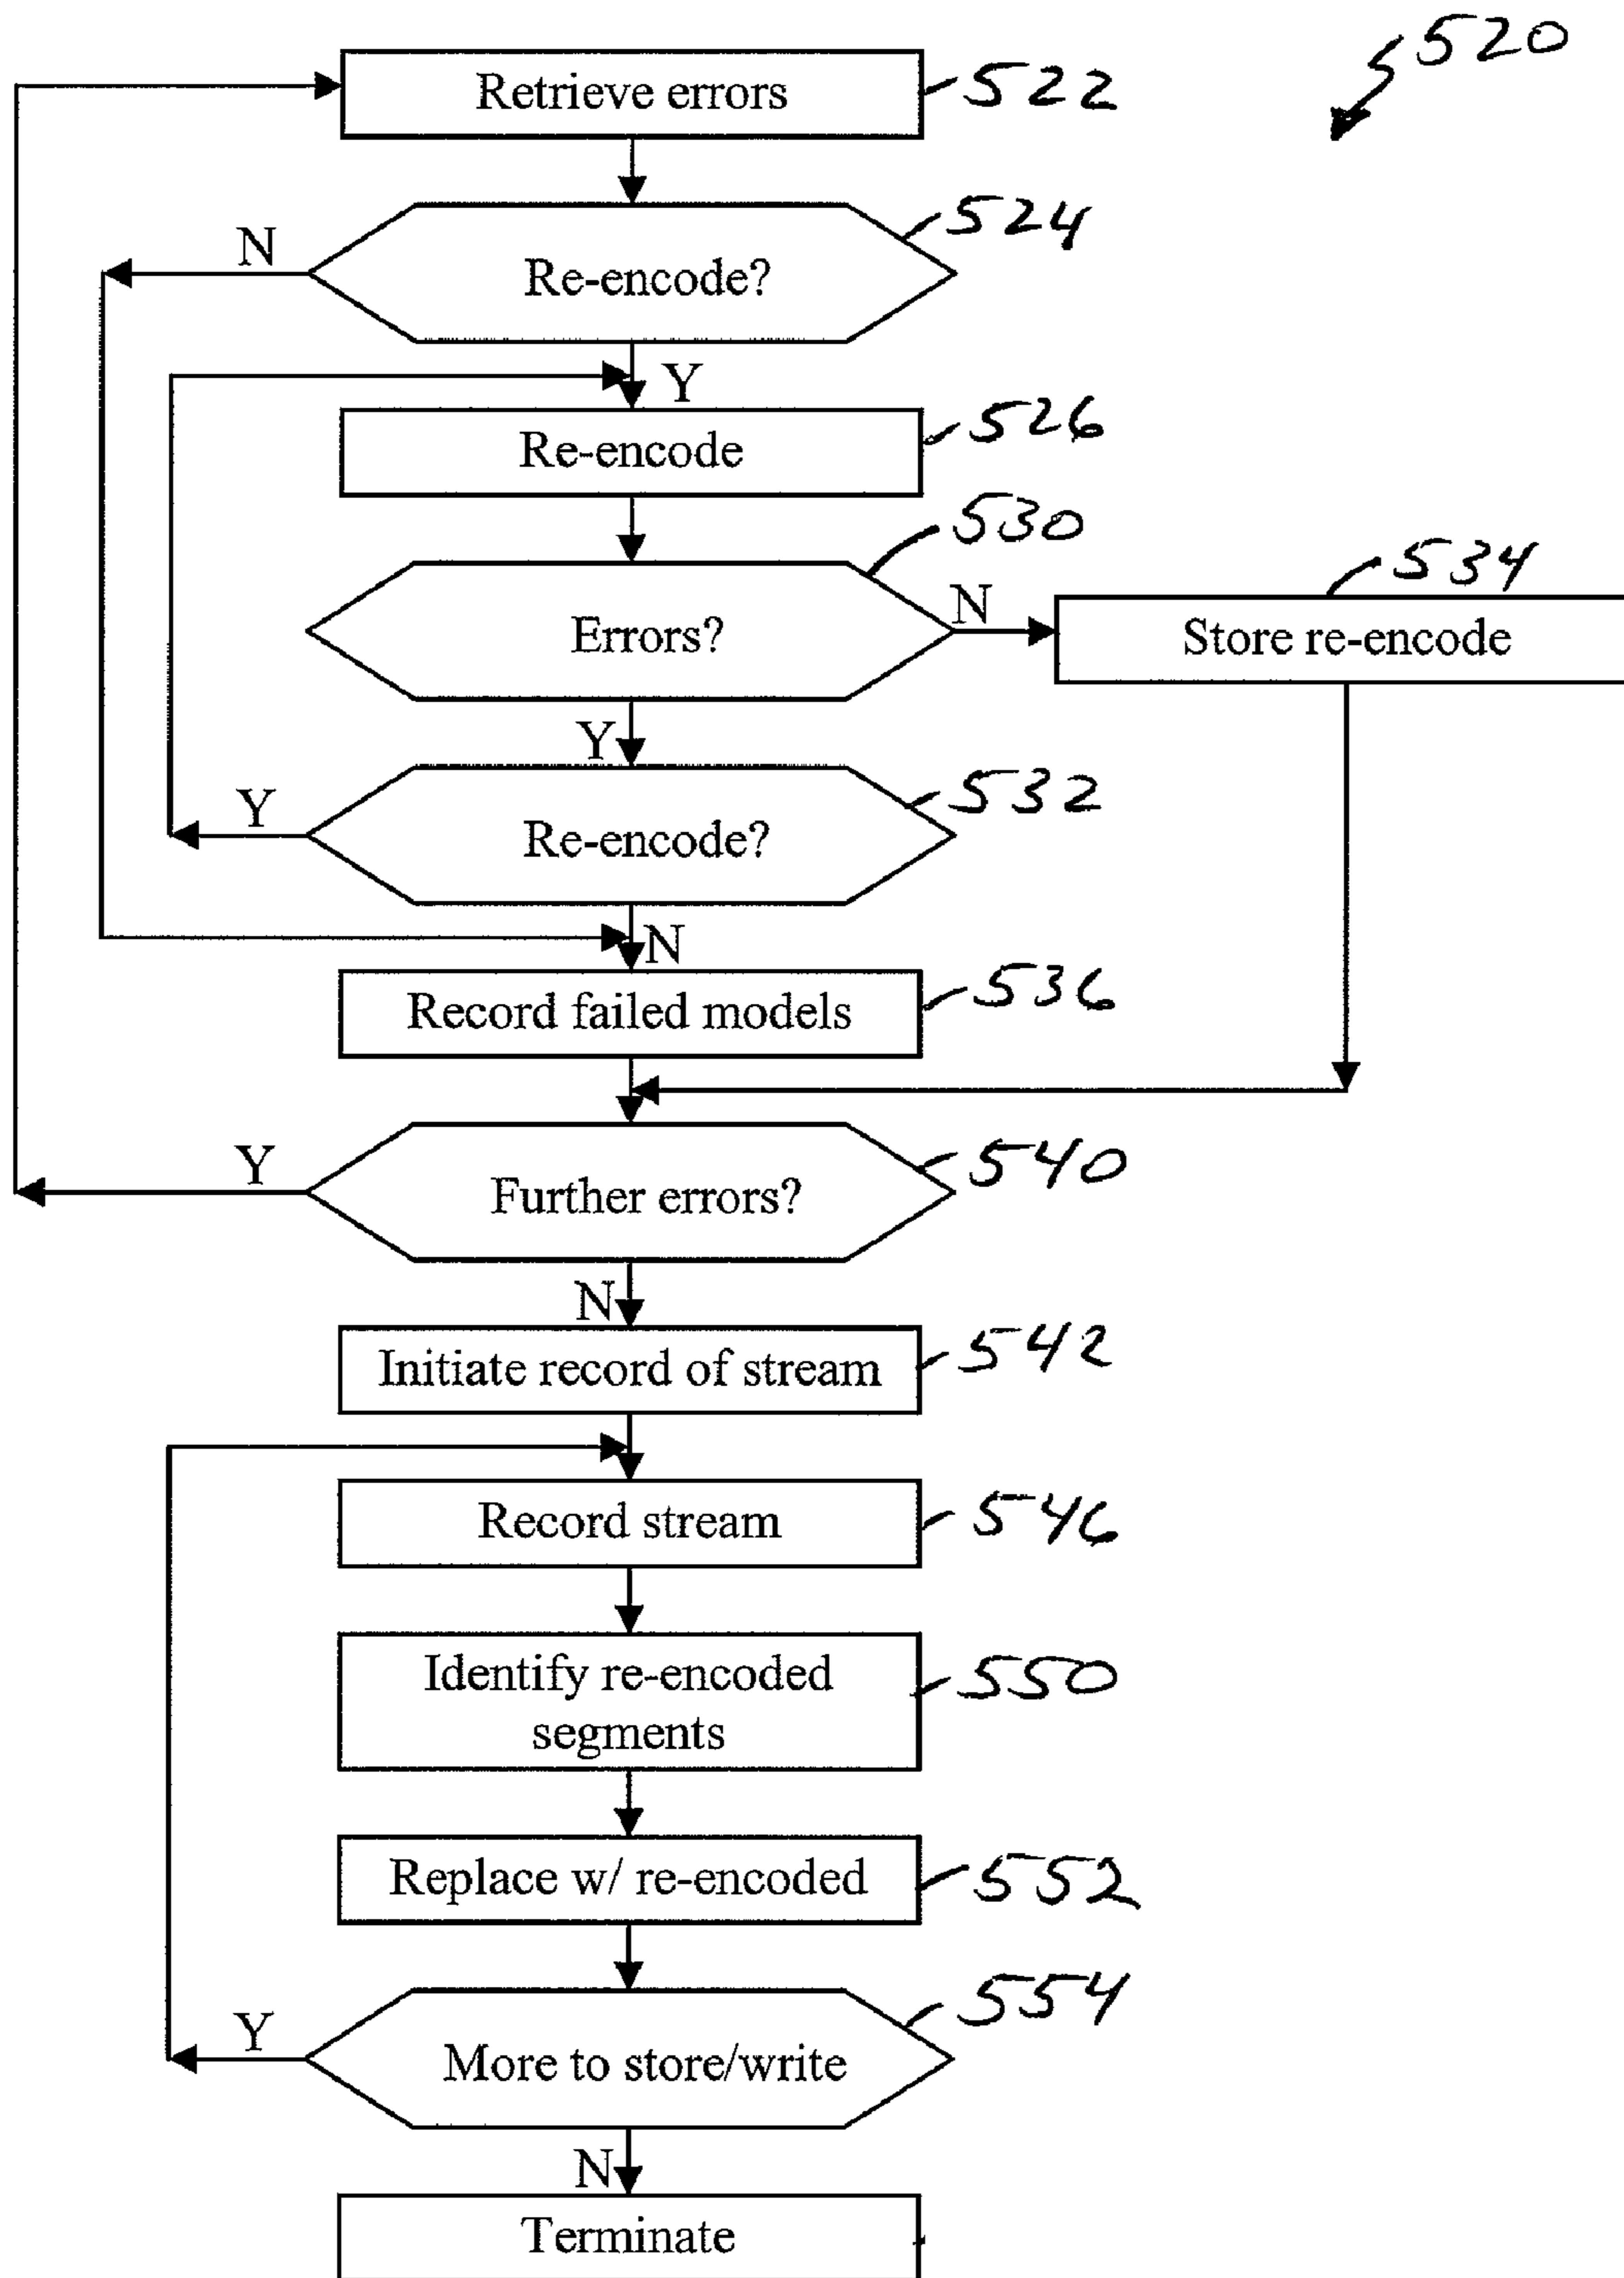 520
Retrieve errors
522
524
N
Re-encode?
Y
Re-encode
526
530
Errors?
N
534
Store re-encode
Y
532
Y
Re-encode?
N
Record failed models
536
Y
540
Further errors?
N
Initiate record of stream
542
Record stream
546
Identify re-encoded
segments
550
Replace w/ re-encoded
552
554
Y
More to store/write
N
Terminate